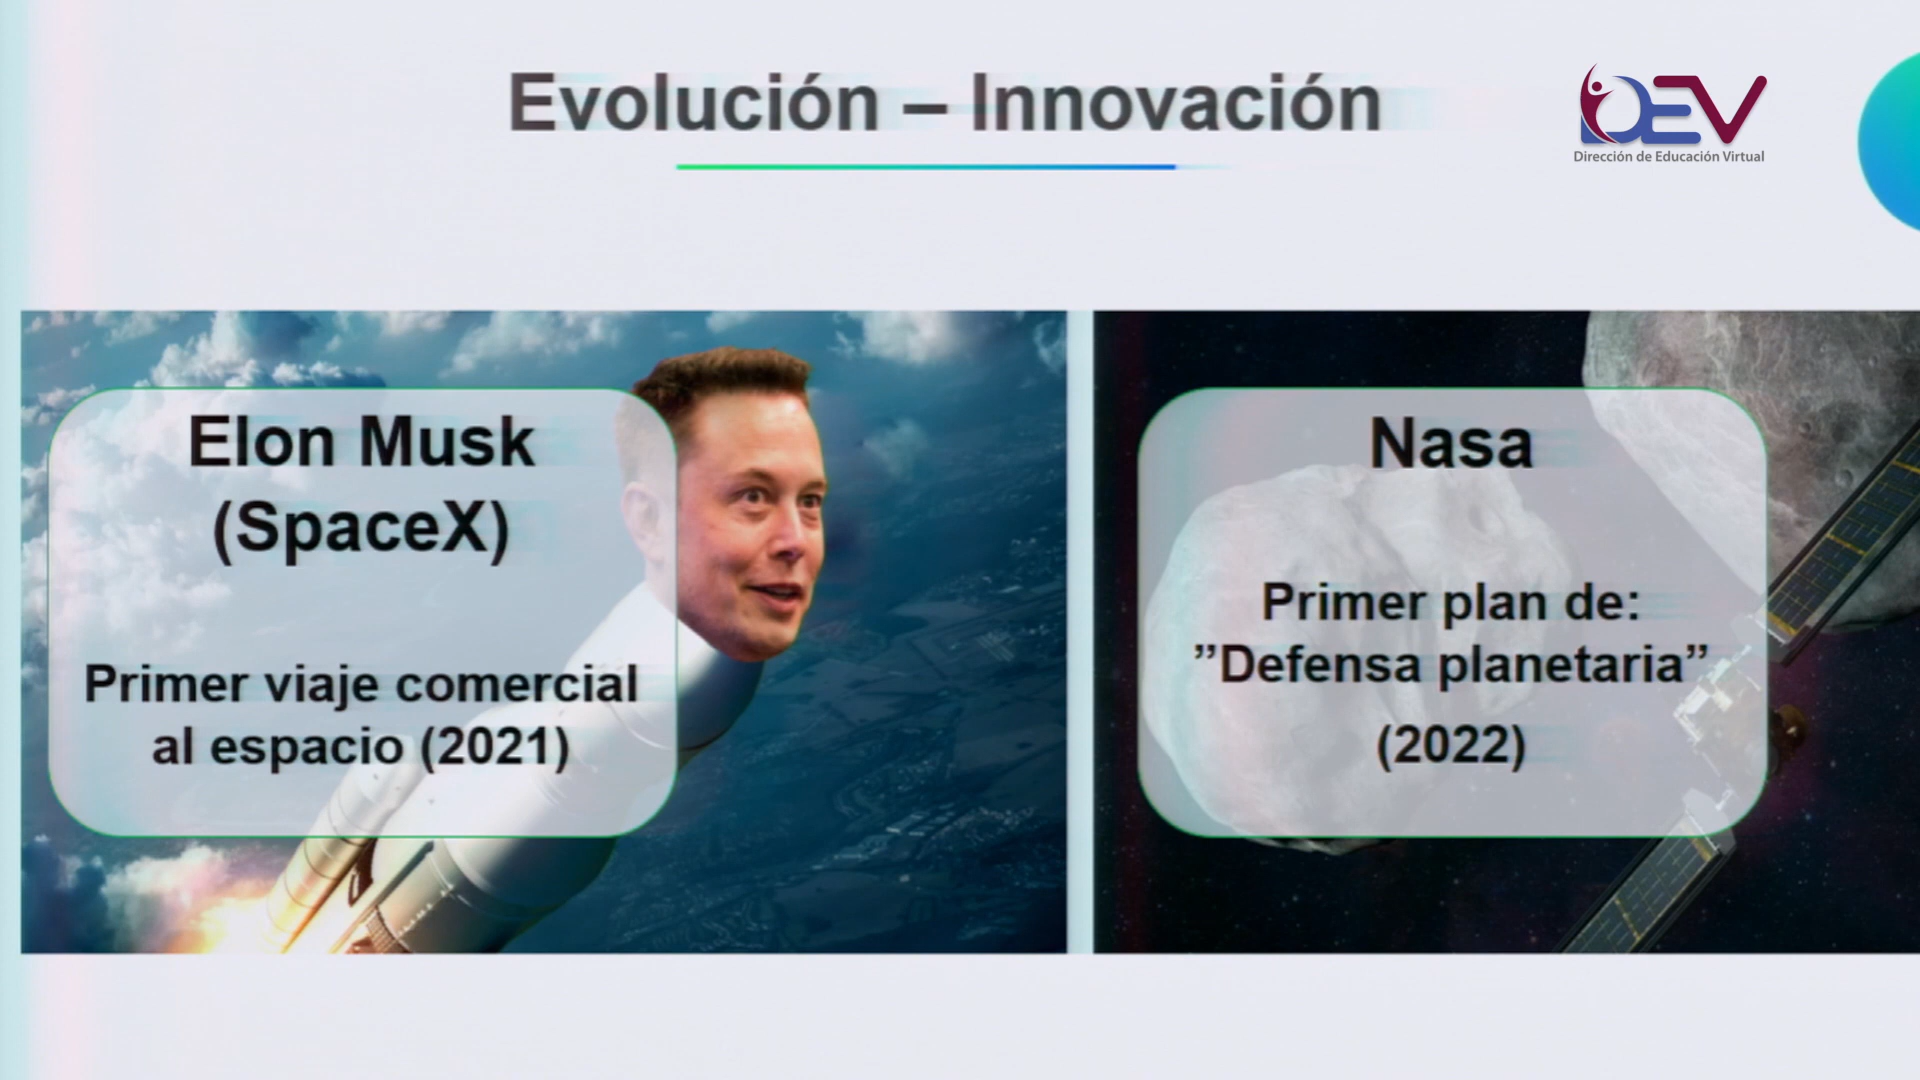 Evolución – Innovación
DEV
Dirección de Educación Virtual
Elon Musk
(SpaceX)
Primer viaje comercial
al espacio (2021)
Nasa
Primer plan de:
”Defensa planetaria”
(2022)